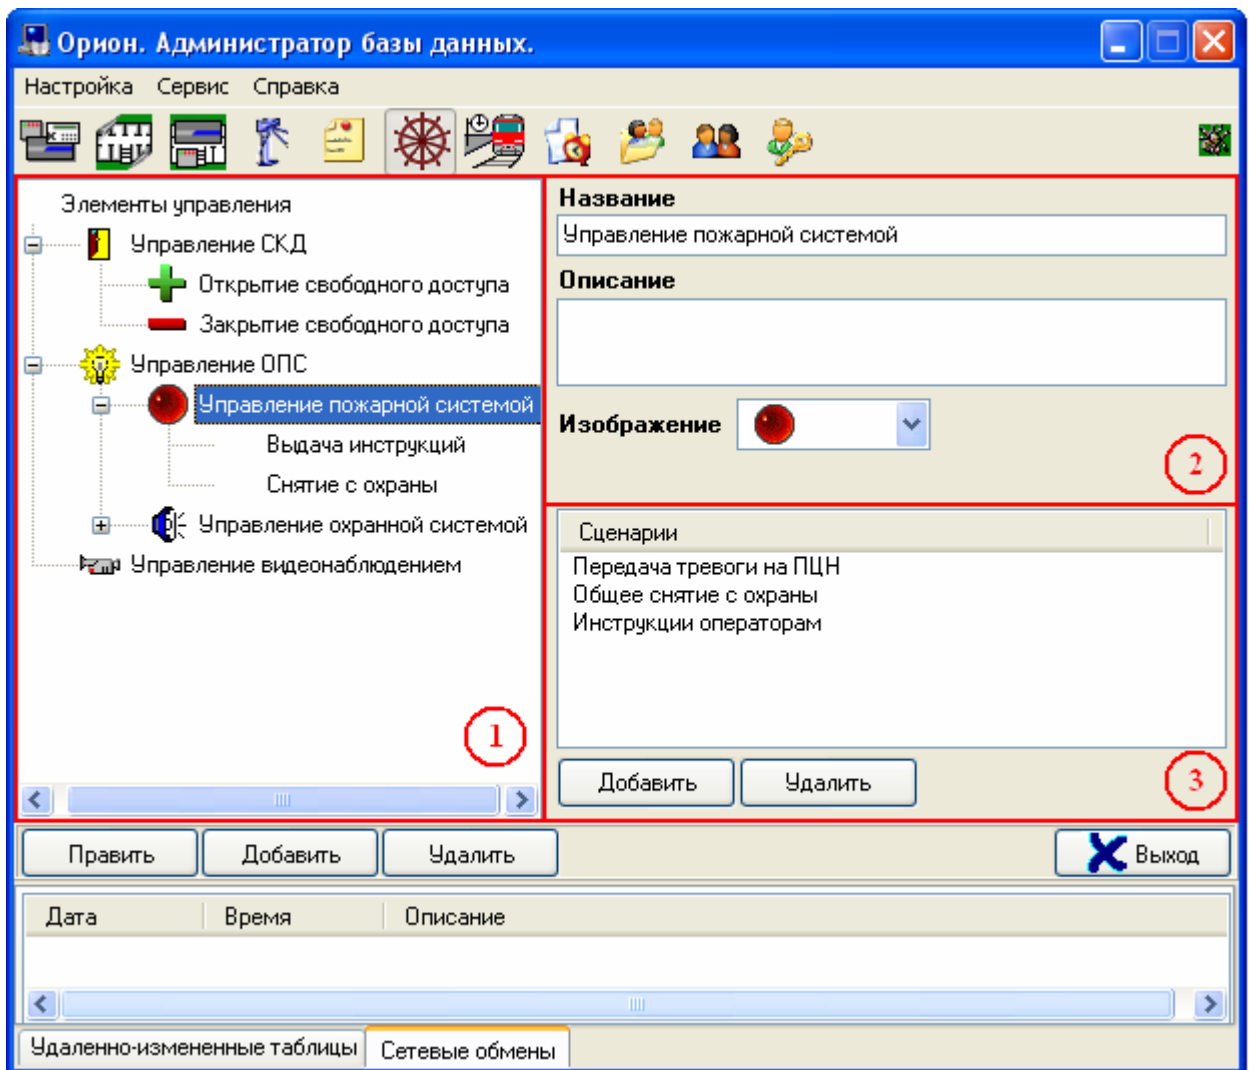 Орион. Администратор базы данных.
Настройка Сервис Справка
Элементы управления
Управление СКД
Открытие свободного доступа
Закрытие свободного доступа
Управление ОПС
Управление пожарной системой
Выдача инструкций
Снятие с охраны
Управление охранной системой
Управление видеонаблюдением
1
Название
Управление пожарной системой
Описание
Изображение
2
Сценарии
Передача тревоги на ПЦН
Общее снятие с охраны
Инструкции операторам
Добавить Удалить
3
Править Добавить Удалить Выход
Дата Время Описание
Удаленно-измененные таблицы Сетевые обмены